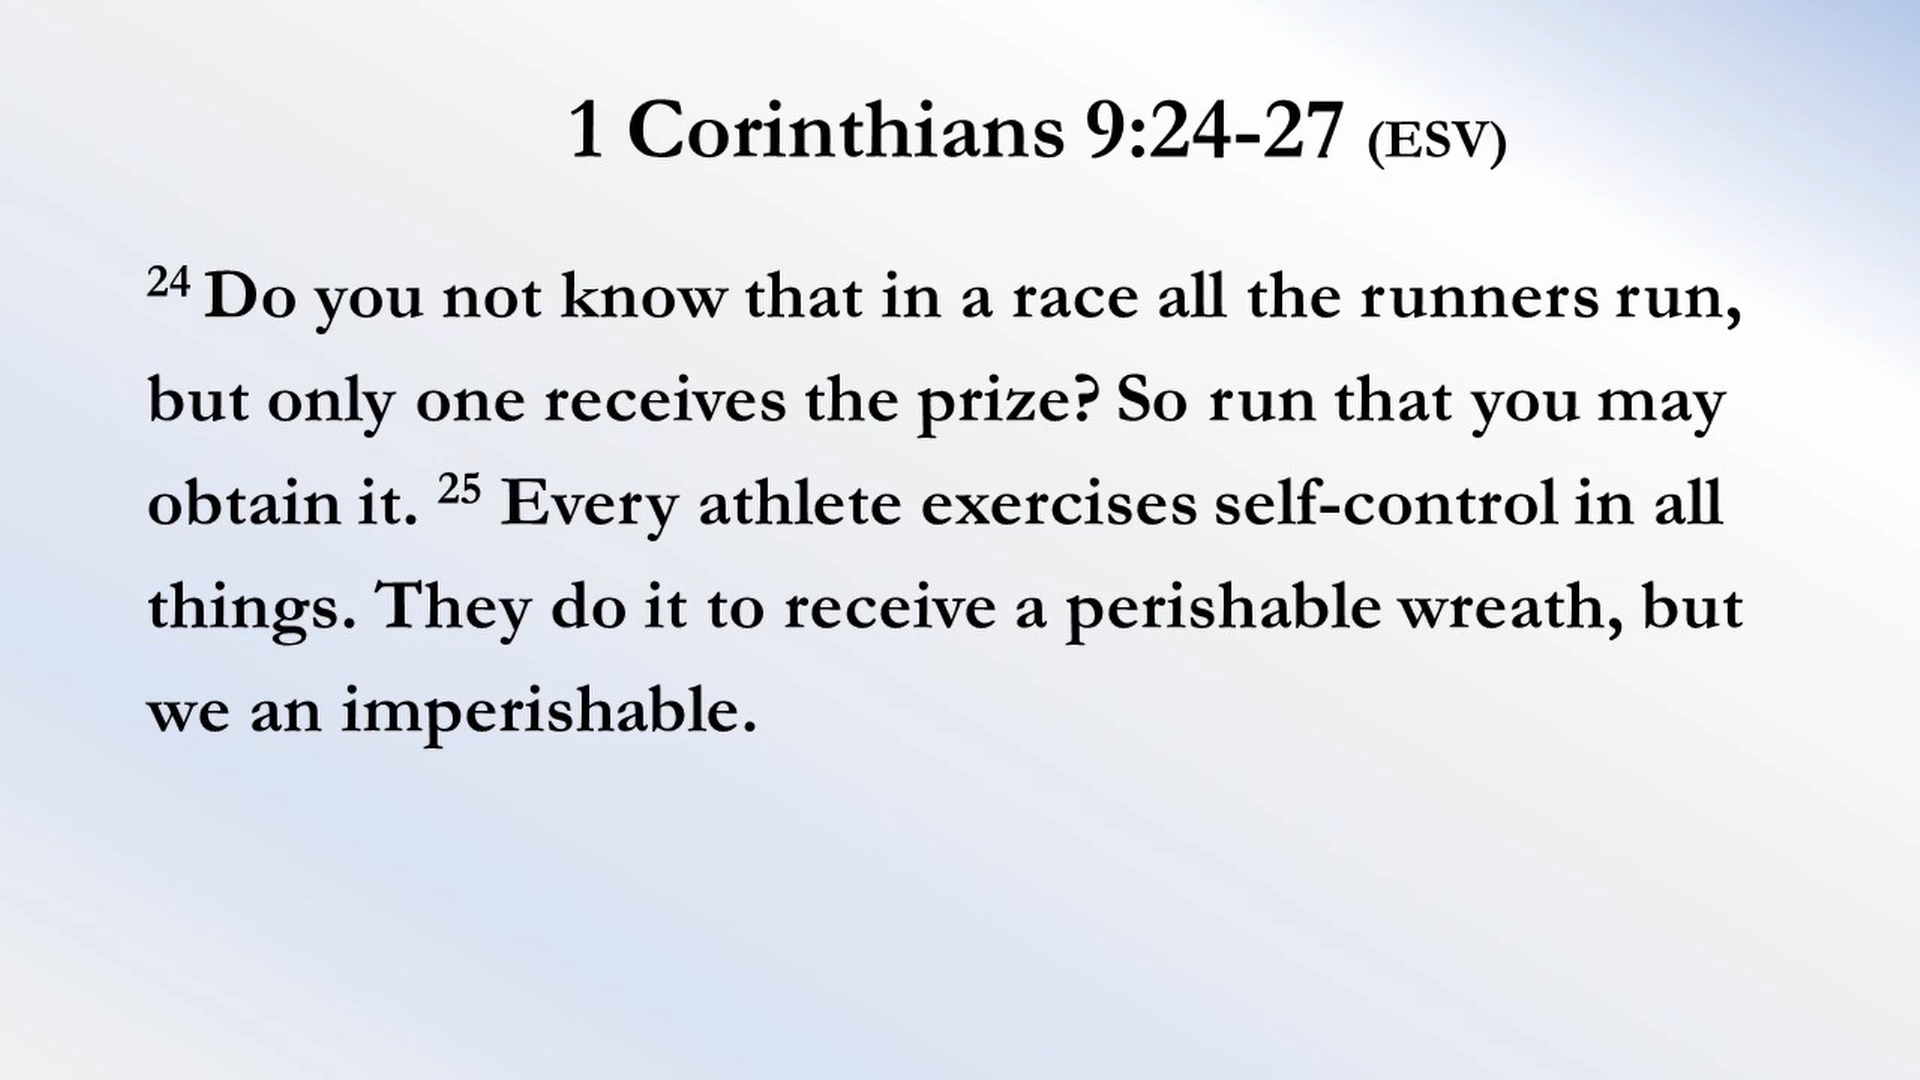 1 Corinthians 9:24-27 (ESV)
24 Do you not know that in a race all the runners run,
but only one receives the prize? So run that you may
obtain it. 25 Every athlete exercises self-control in all
things. They do it to receive a perishable wreath, but
we an imperishable.